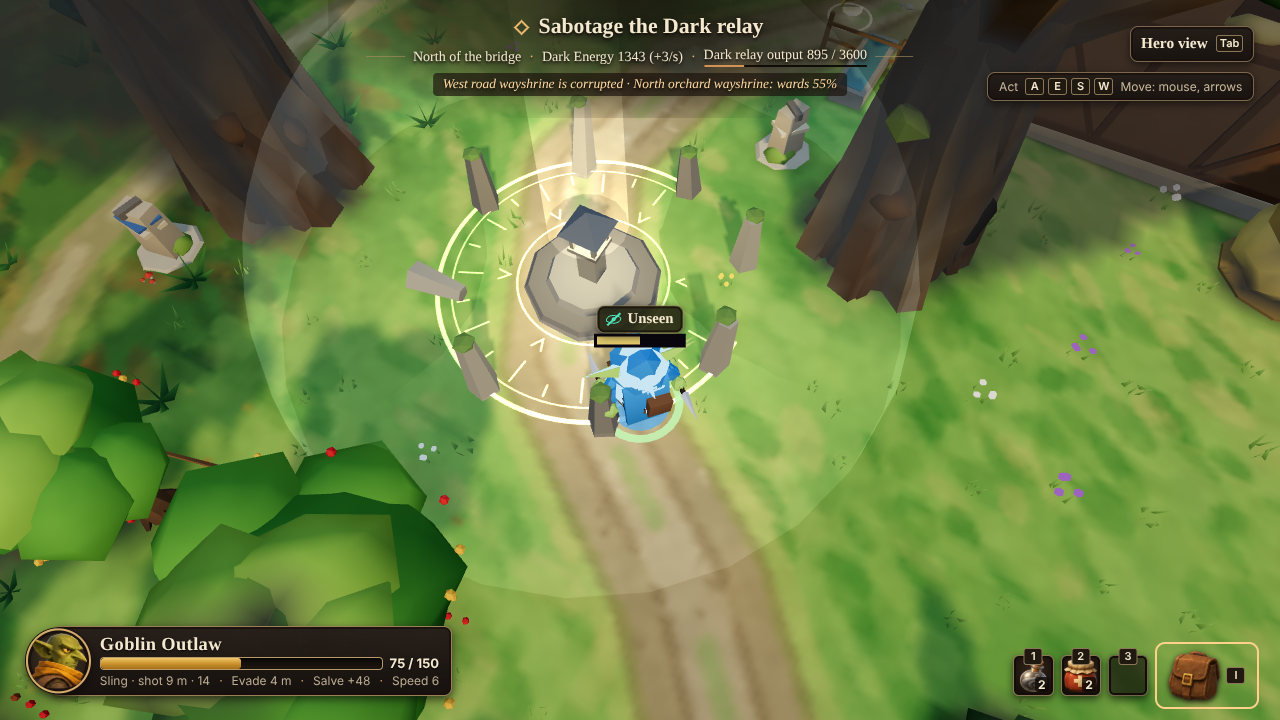 Sabotage the Dark relay
North of the bridge · Dark Energy 1343 (+3/s) · Dark relay output 895 / 3600
West road wayshrine is corrupted · North orchard wayshrine: wards 55%
Hero view Tab
Act A E S W Move: mouse, arrows
Unseen
Goblin Outlaw
75 / 150
Sling · shot 9 m · 14 · Evade 4 m · Salve +48 · Speed 6
1 2 3
2 2 I